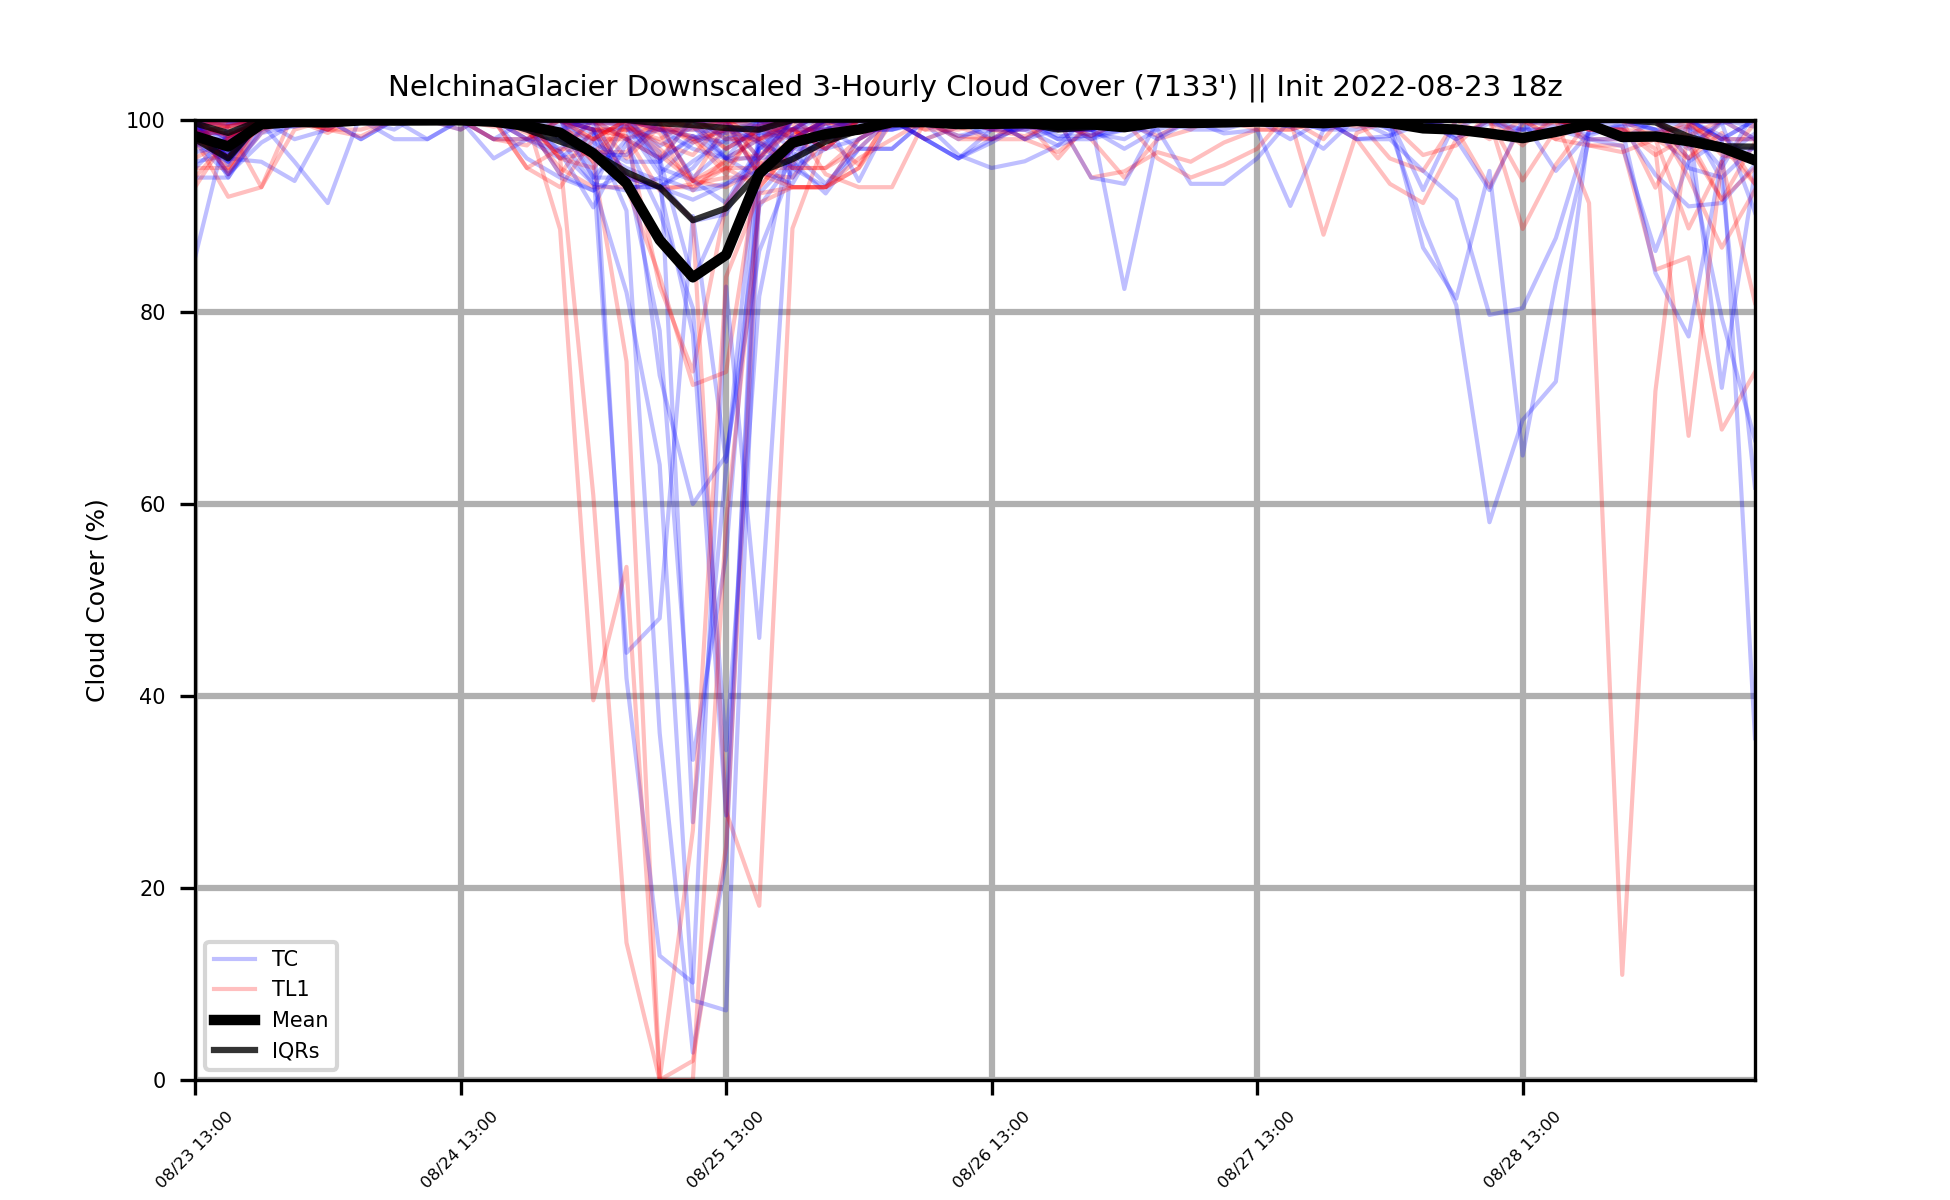 NelchinaGlacier Downscaled 3-Hourly Cloud Cover (7133') || Init 2022-08-23 18z
Cloud Cover (%)
100
80
60
40
20
0
TC
TL1
Mean
IQRs
08/23 13:00
08/24 13:00
08/25 13:00
08/26 13:00
08/27 13:00
08/28 13:00